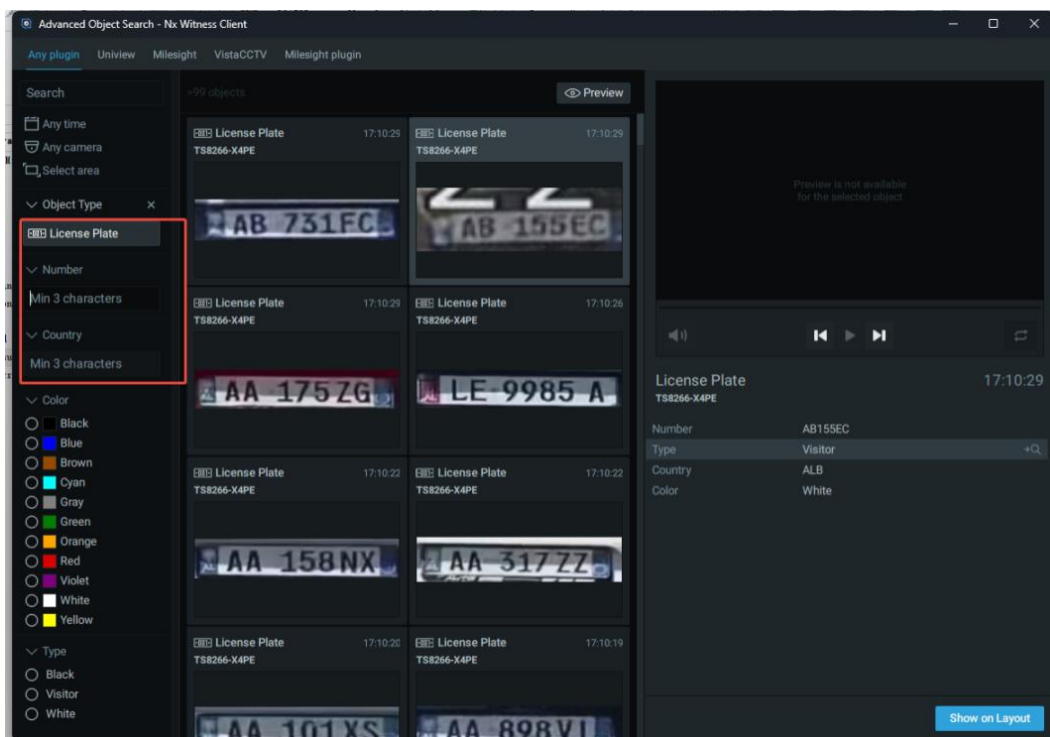 Advanced Object Search - Nx Witness Client
Any plugin Uniview Milesight VistaCCTV Milesight plugin
Search
Any time
Any camera
Select area
Object Type
License Plate
Number
Min 3 characters
Country
Min 3 characters
Color
Black
Blue
Brown
Cyan
Gray
Green
Orange
Red
Violet
White
Yellow
Type
Black
Visitor
White
>99 objects
Preview
License Plate 17:10:29
TS8266-X4PE
AB 731FC
License Plate 17:10:29
TS8266-X4PE
AB 155EC
License Plate 17:10:29
TS8266-X4PE
AA 175ZG
License Plate 17:10:26
TS8266-X4PE
LE 9985 A
License Plate 17:10:22
TS8266-X4PE
AA 158NX
License Plate 17:10:22
TS8266-X4PE
AA 317ZZ
License Plate 17:10:20
TS8266-X4PE
AA 101XS
License Plate 17:10:19
TS8266-X4PE
AA 898VI
Preview is not available
for the selected object
License Plate 17:10:29
TS8266-X4PE
Number AB155EC
Type Visitor
Country ALB
Color White
Show on Layout